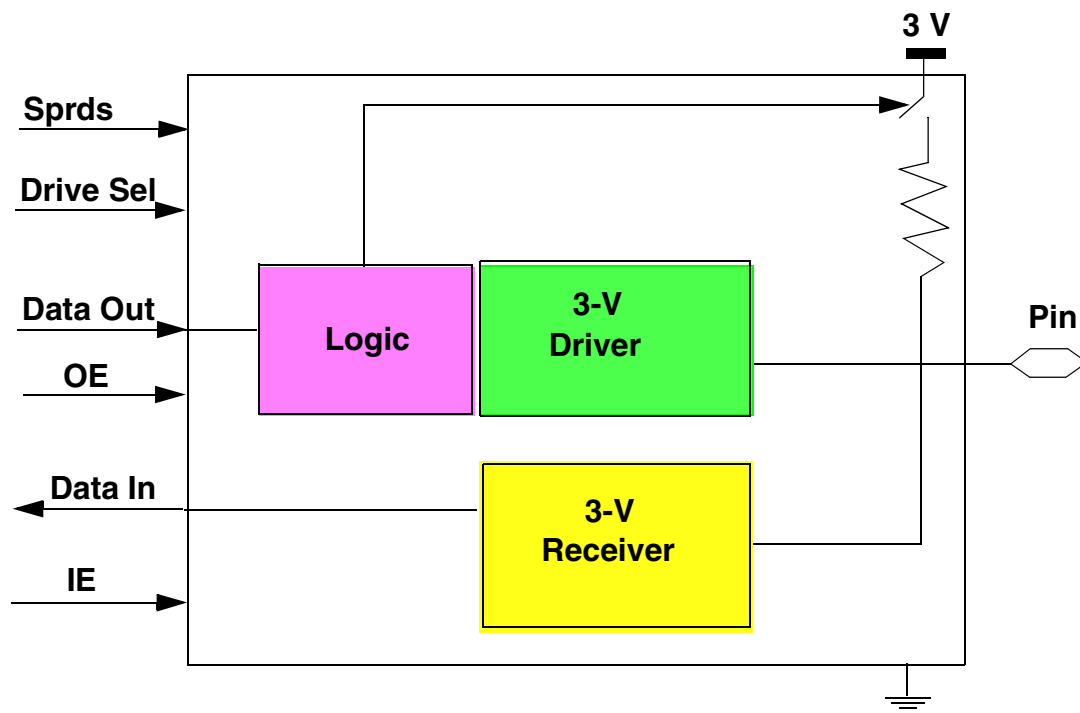 3 V
Sprds
Drive Sel
Data Out
Logic
3-V
Driver
Pin
OE
Data In
3-V
Receiver
IE